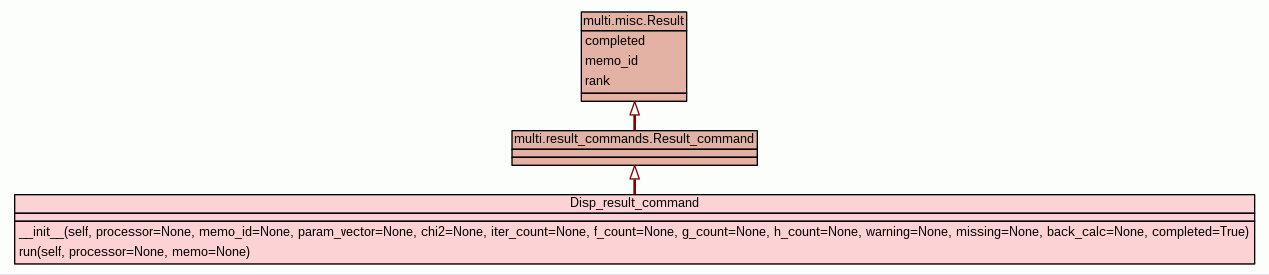 multi.misc.Result
completed
memo_id
rank
multi.result_commands.Result_command
Disp_result_command
__init__(self, processor=None, memo_id=None, param_vector=None, chi2=None, iter_count=None, f_count=None, g_count=None, h_count=None, warning=None, missing=None, back_calc=None, completed=True)
run(self, processor=None, memo=None)